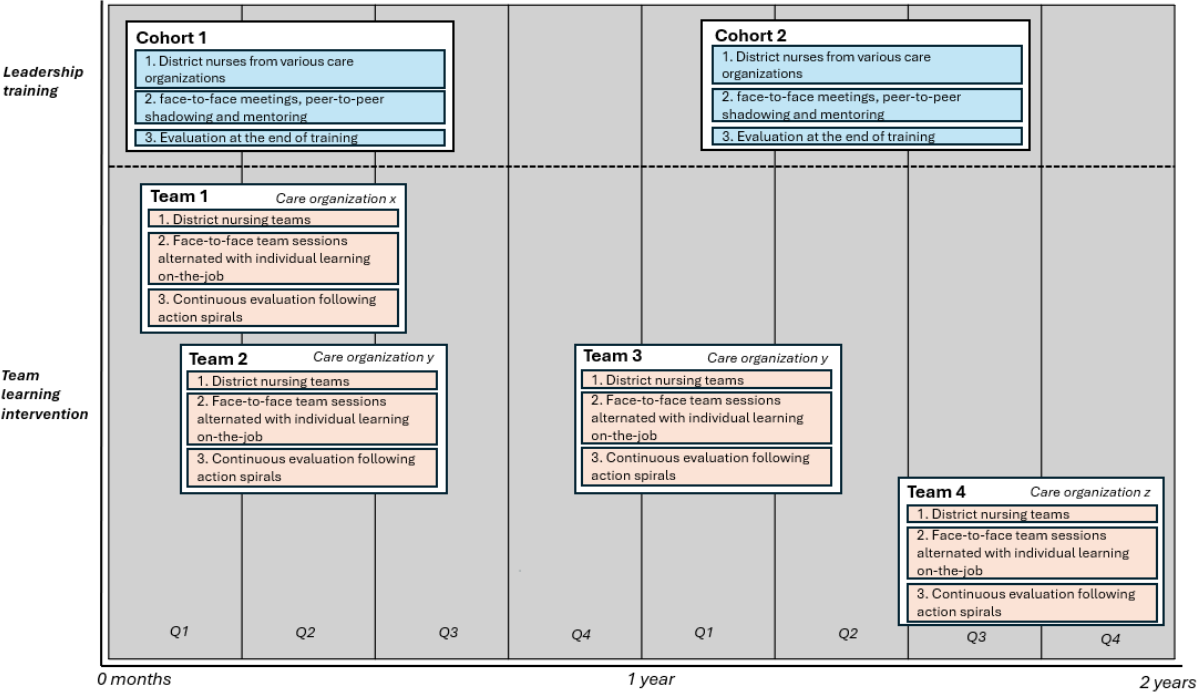 Leadership
training
Cohort 1
1. District nurses from various care
organizations
2. face-to-face meetings, peer-to-peer
shadowing and mentoring
3. Evaluation at the end of training
Cohort 2
1. District nurses from various care
organizations
2. face-to-face meetings, peer-to-peer
shadowing and mentoring
3. Evaluation at the end of training
Team
learning
intervention
Team 1 Care organization x
1. District nursing teams
2. Face-to-face team sessions
alternated with individual learning
on-the-job
3. Continuous evaluation following
action spirals
Team 2 Care organization y
1. District nursing teams
2. Face-to-face team sessions
alternated with individual learning
on-the-job
3. Continuous evaluation following
action spirals
Team 3 Care organization y
1. District nursing teams
2. Face-to-face team sessions
alternated with individual learning
on-the-job
3. Continuous evaluation following
action spirals
Team 4 Care organization z
1. District nursing teams
2. Face-to-face team sessions
alternated with individual learning
on-the-job
3. Continuous evaluation following
action spirals
Q1 Q2 Q3 Q4 Q1 Q2 Q3 Q4
0 months 1 year 2 years